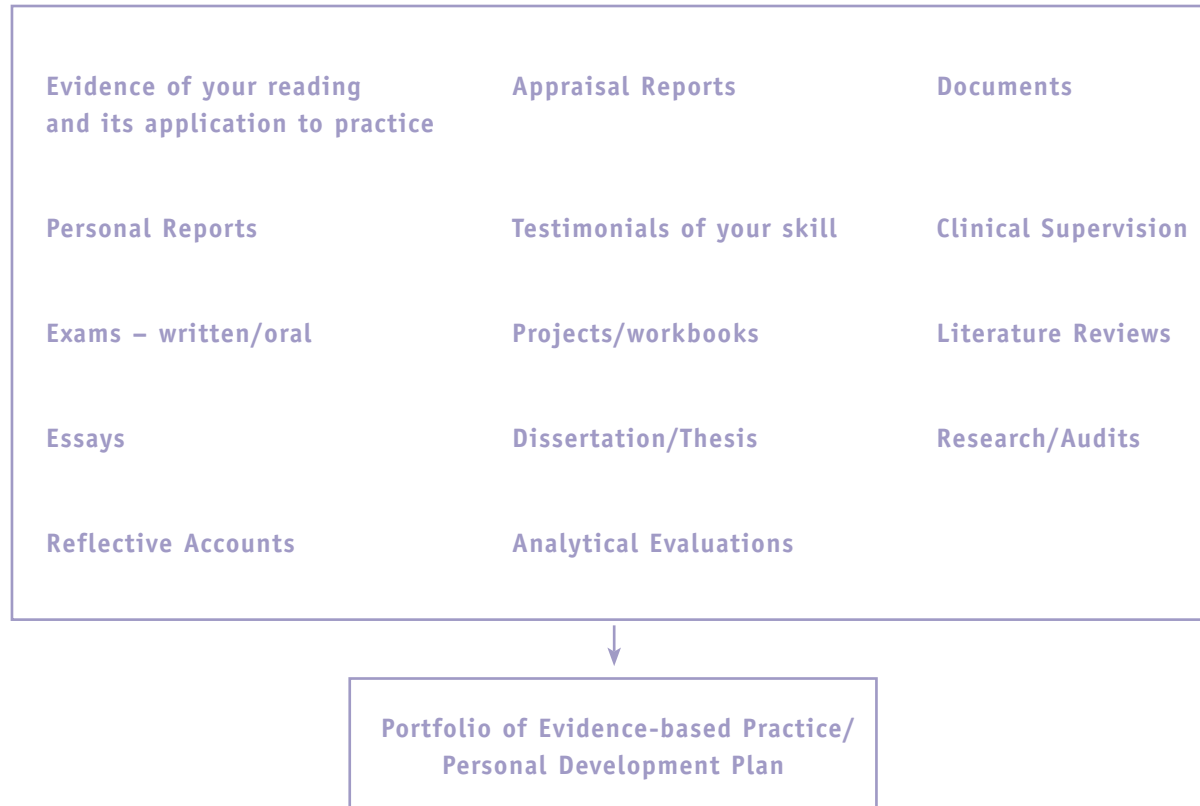 Evidence of your reading
and its application to practice
Appraisal Reports
Documents
Personal Reports
Testimonials of your skill
Clinical Supervision
Exams – written/oral
Projects/workbooks
Literature Reviews
Essays
Dissertation/Thesis
Research/Audits
Reflective Accounts
Analytical Evaluations
Portfolio of Evidence-based Practice/
Personal Development Plan